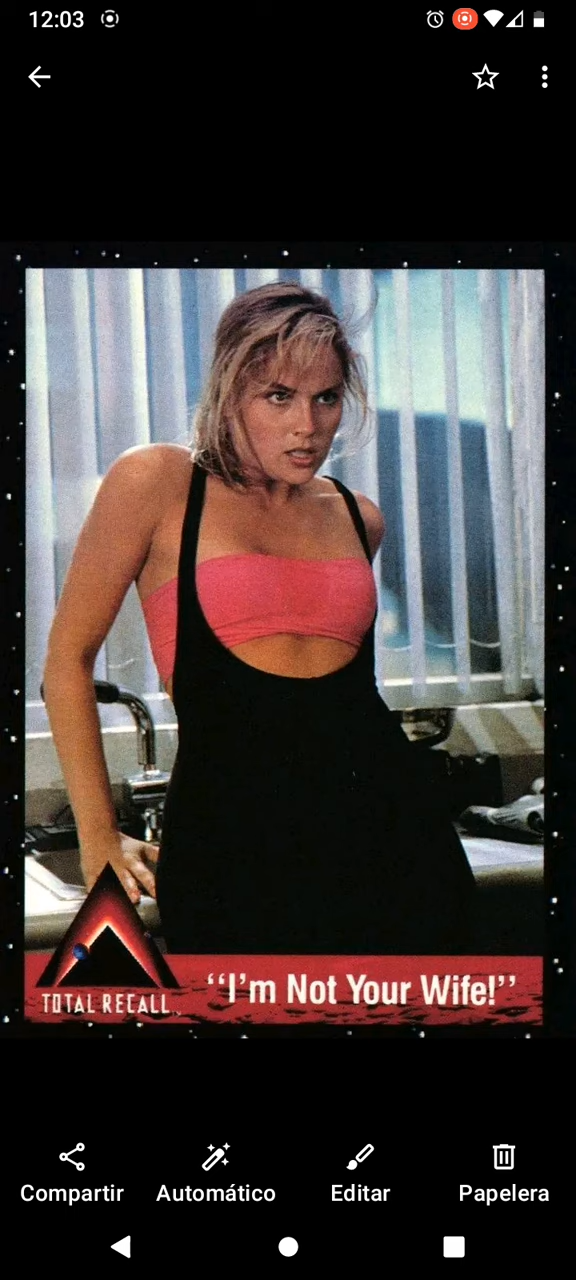 12:03
TOTAL RECALL
“I’m Not Your Wife!”
Compartir Automático Editar Papelera